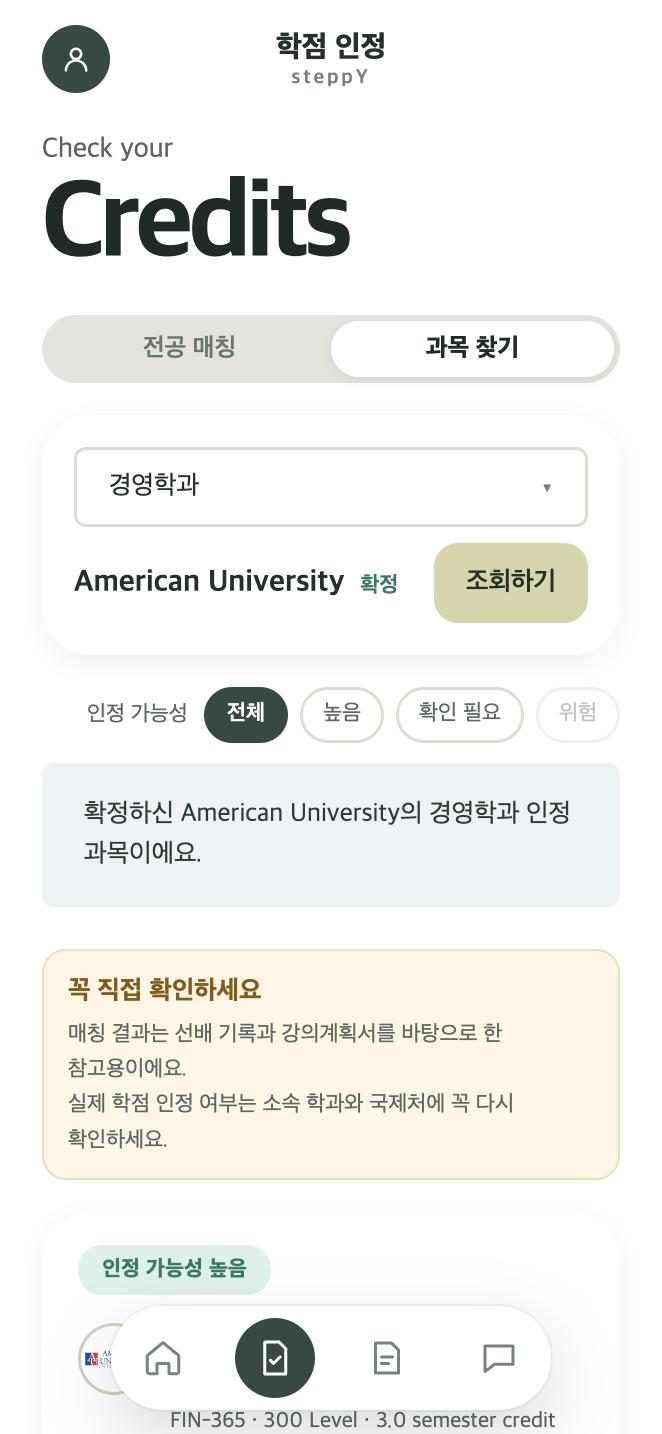 학점 인정
steppY
Check your
Credits
전공 매칭
과목 찾기
경영학과
American University 확정
조회하기
인정 가능성
전체
높음
확인 필요
위험
확정하신 American University의 경영학과 인정
과목이에요.
꼭 직접 확인하세요
매칭 결과는 선배 기록과 강의계획서를 바탕으로 한
참고용이에요.
실제 학점 인정 여부는 소속 학과와 국제처에 꼭 다시
확인하세요.
인정 가능성 높음
FIN-365 · 300 Level · 3.0 semester credit